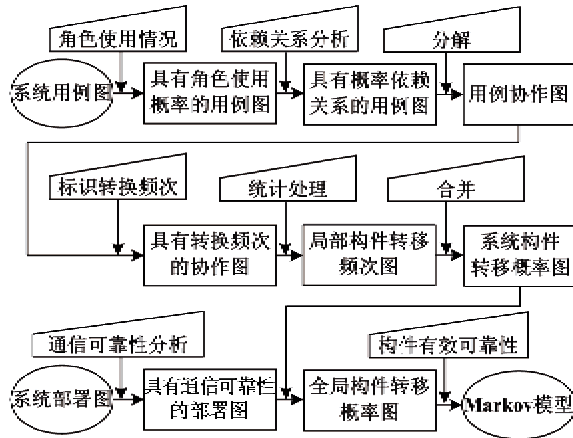 角色使用情况
依赖关系分析
分解
系统用例图
具有角色使用
概率的用例图
具有概率依赖
关系的用例图
用例协作图
标识转换频次
统计处理
合并
具有转换频次
的协作图
局部构件转移
频次图
系统构件
转移概率图
通信可靠性分析
构件有效可靠性
系统部署图
具有通信可靠性
的部署图
全局构件转移
概率图
Markov模型